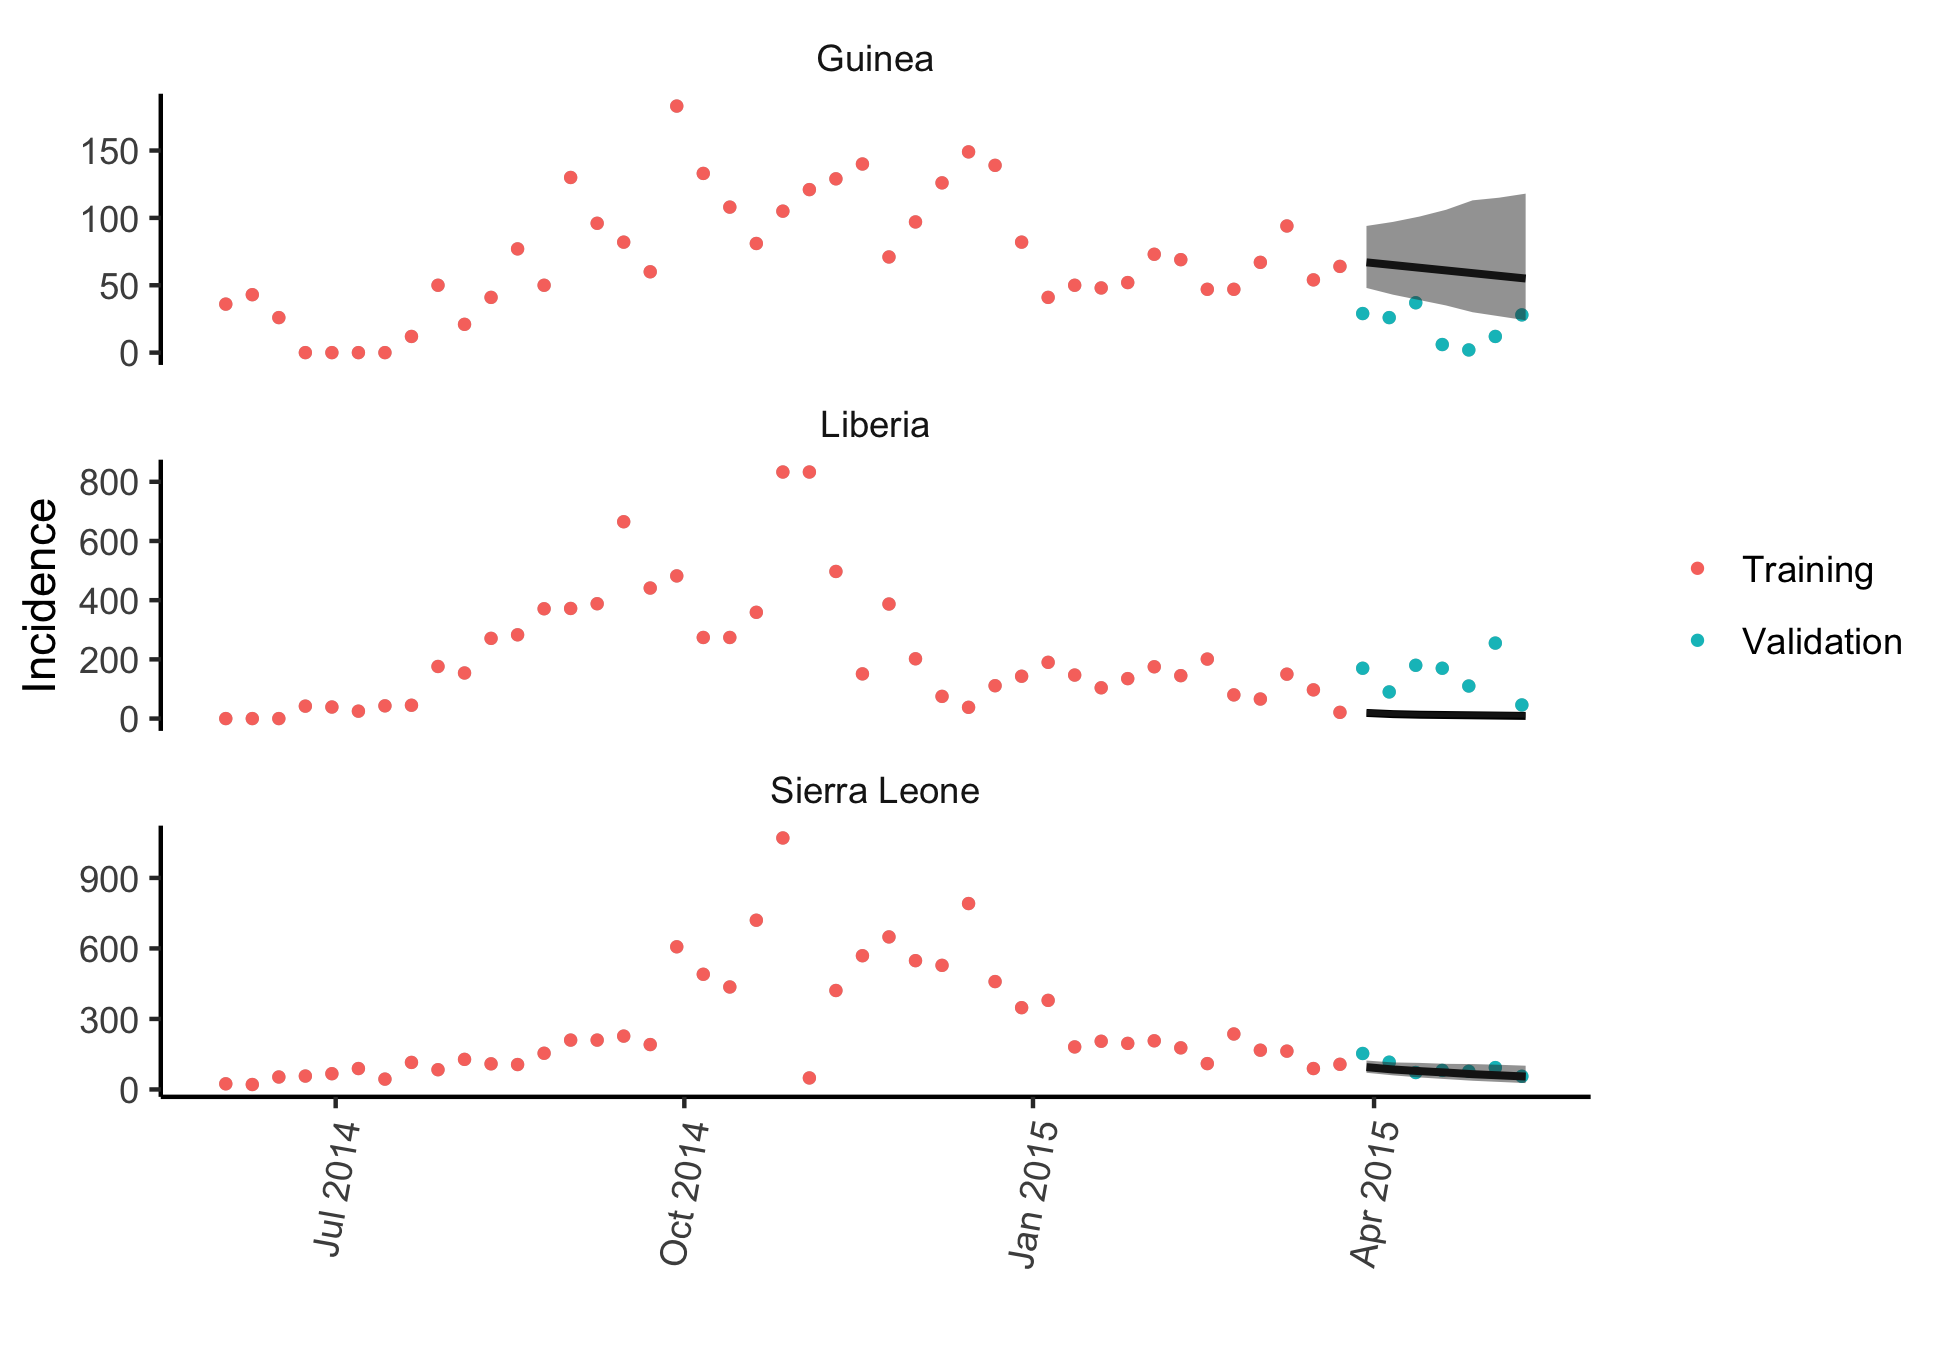 Guinea
150
100
50
0
Liberia
800
600
400
200
0
Incidence
Training
Validation
Sierra Leone
900
600
300
0
Jul 2014
Oct 2014
Jan 2015
Apr 2015